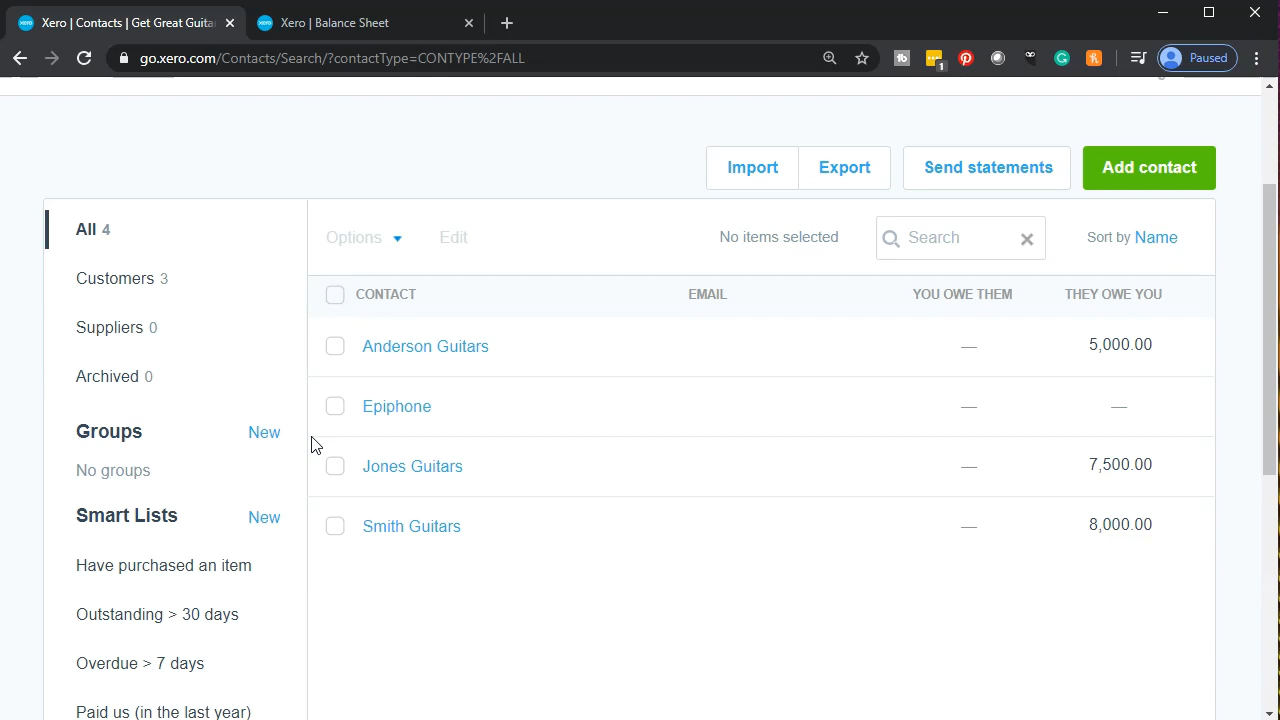 Xero | Contacts | Get Great Guita
Xero | Balance Sheet
go.xero.com/Contacts/Search/?contactType=CONTYPE%2FALL
1
Paused
Import
Export
Send statements
Add contact
All 4
Options
Edit
No items selected
Search
Sort by Name
Customers 3
CONTACT
EMAIL
YOU OWE THEM
THEY OWE YOU
Suppliers 0
Anderson Guitars
—
5,000.00
Archived 0
Epiphone
—
—
Groups
New
No groups
Jones Guitars
—
7,500.00
Smart Lists
New
Smith Guitars
—
8,000.00
Have purchased an item
Outstanding > 30 days
Overdue > 7 days
Paid us (in the last year)